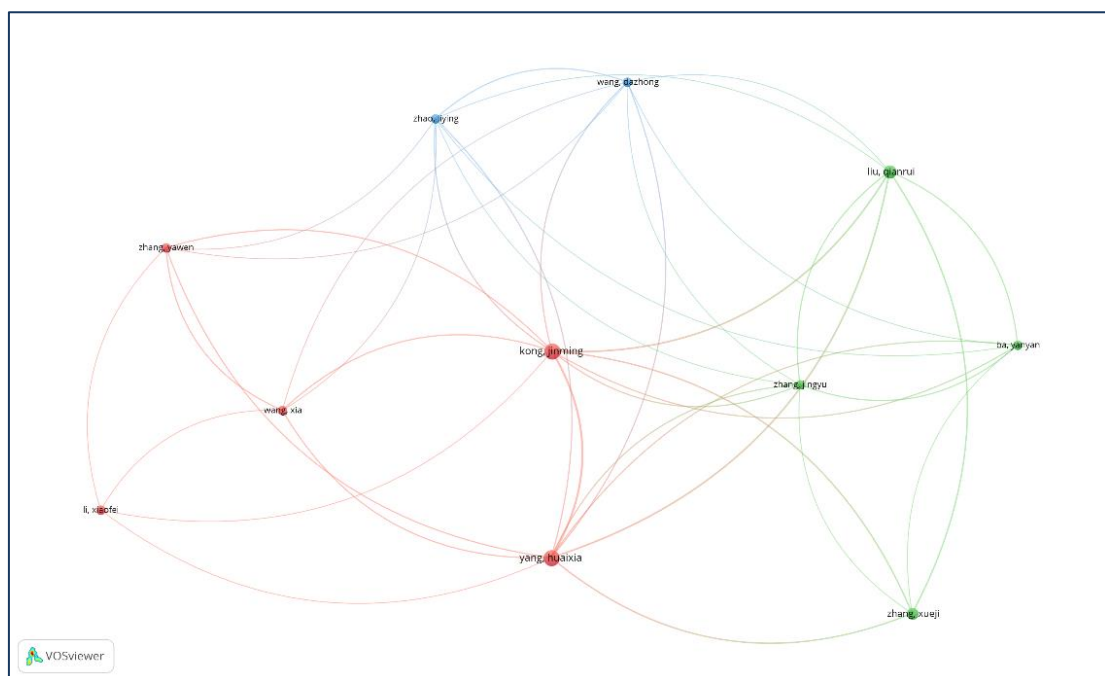 wang, dazhong
zhao, liying
liu, qianrui
zhang, yawen
kong, jinming
ba, yanyan
zhang, jingyu
wang, xia
li, xiaofei
yang, huaixia
zhang, xueji
VOSviewer